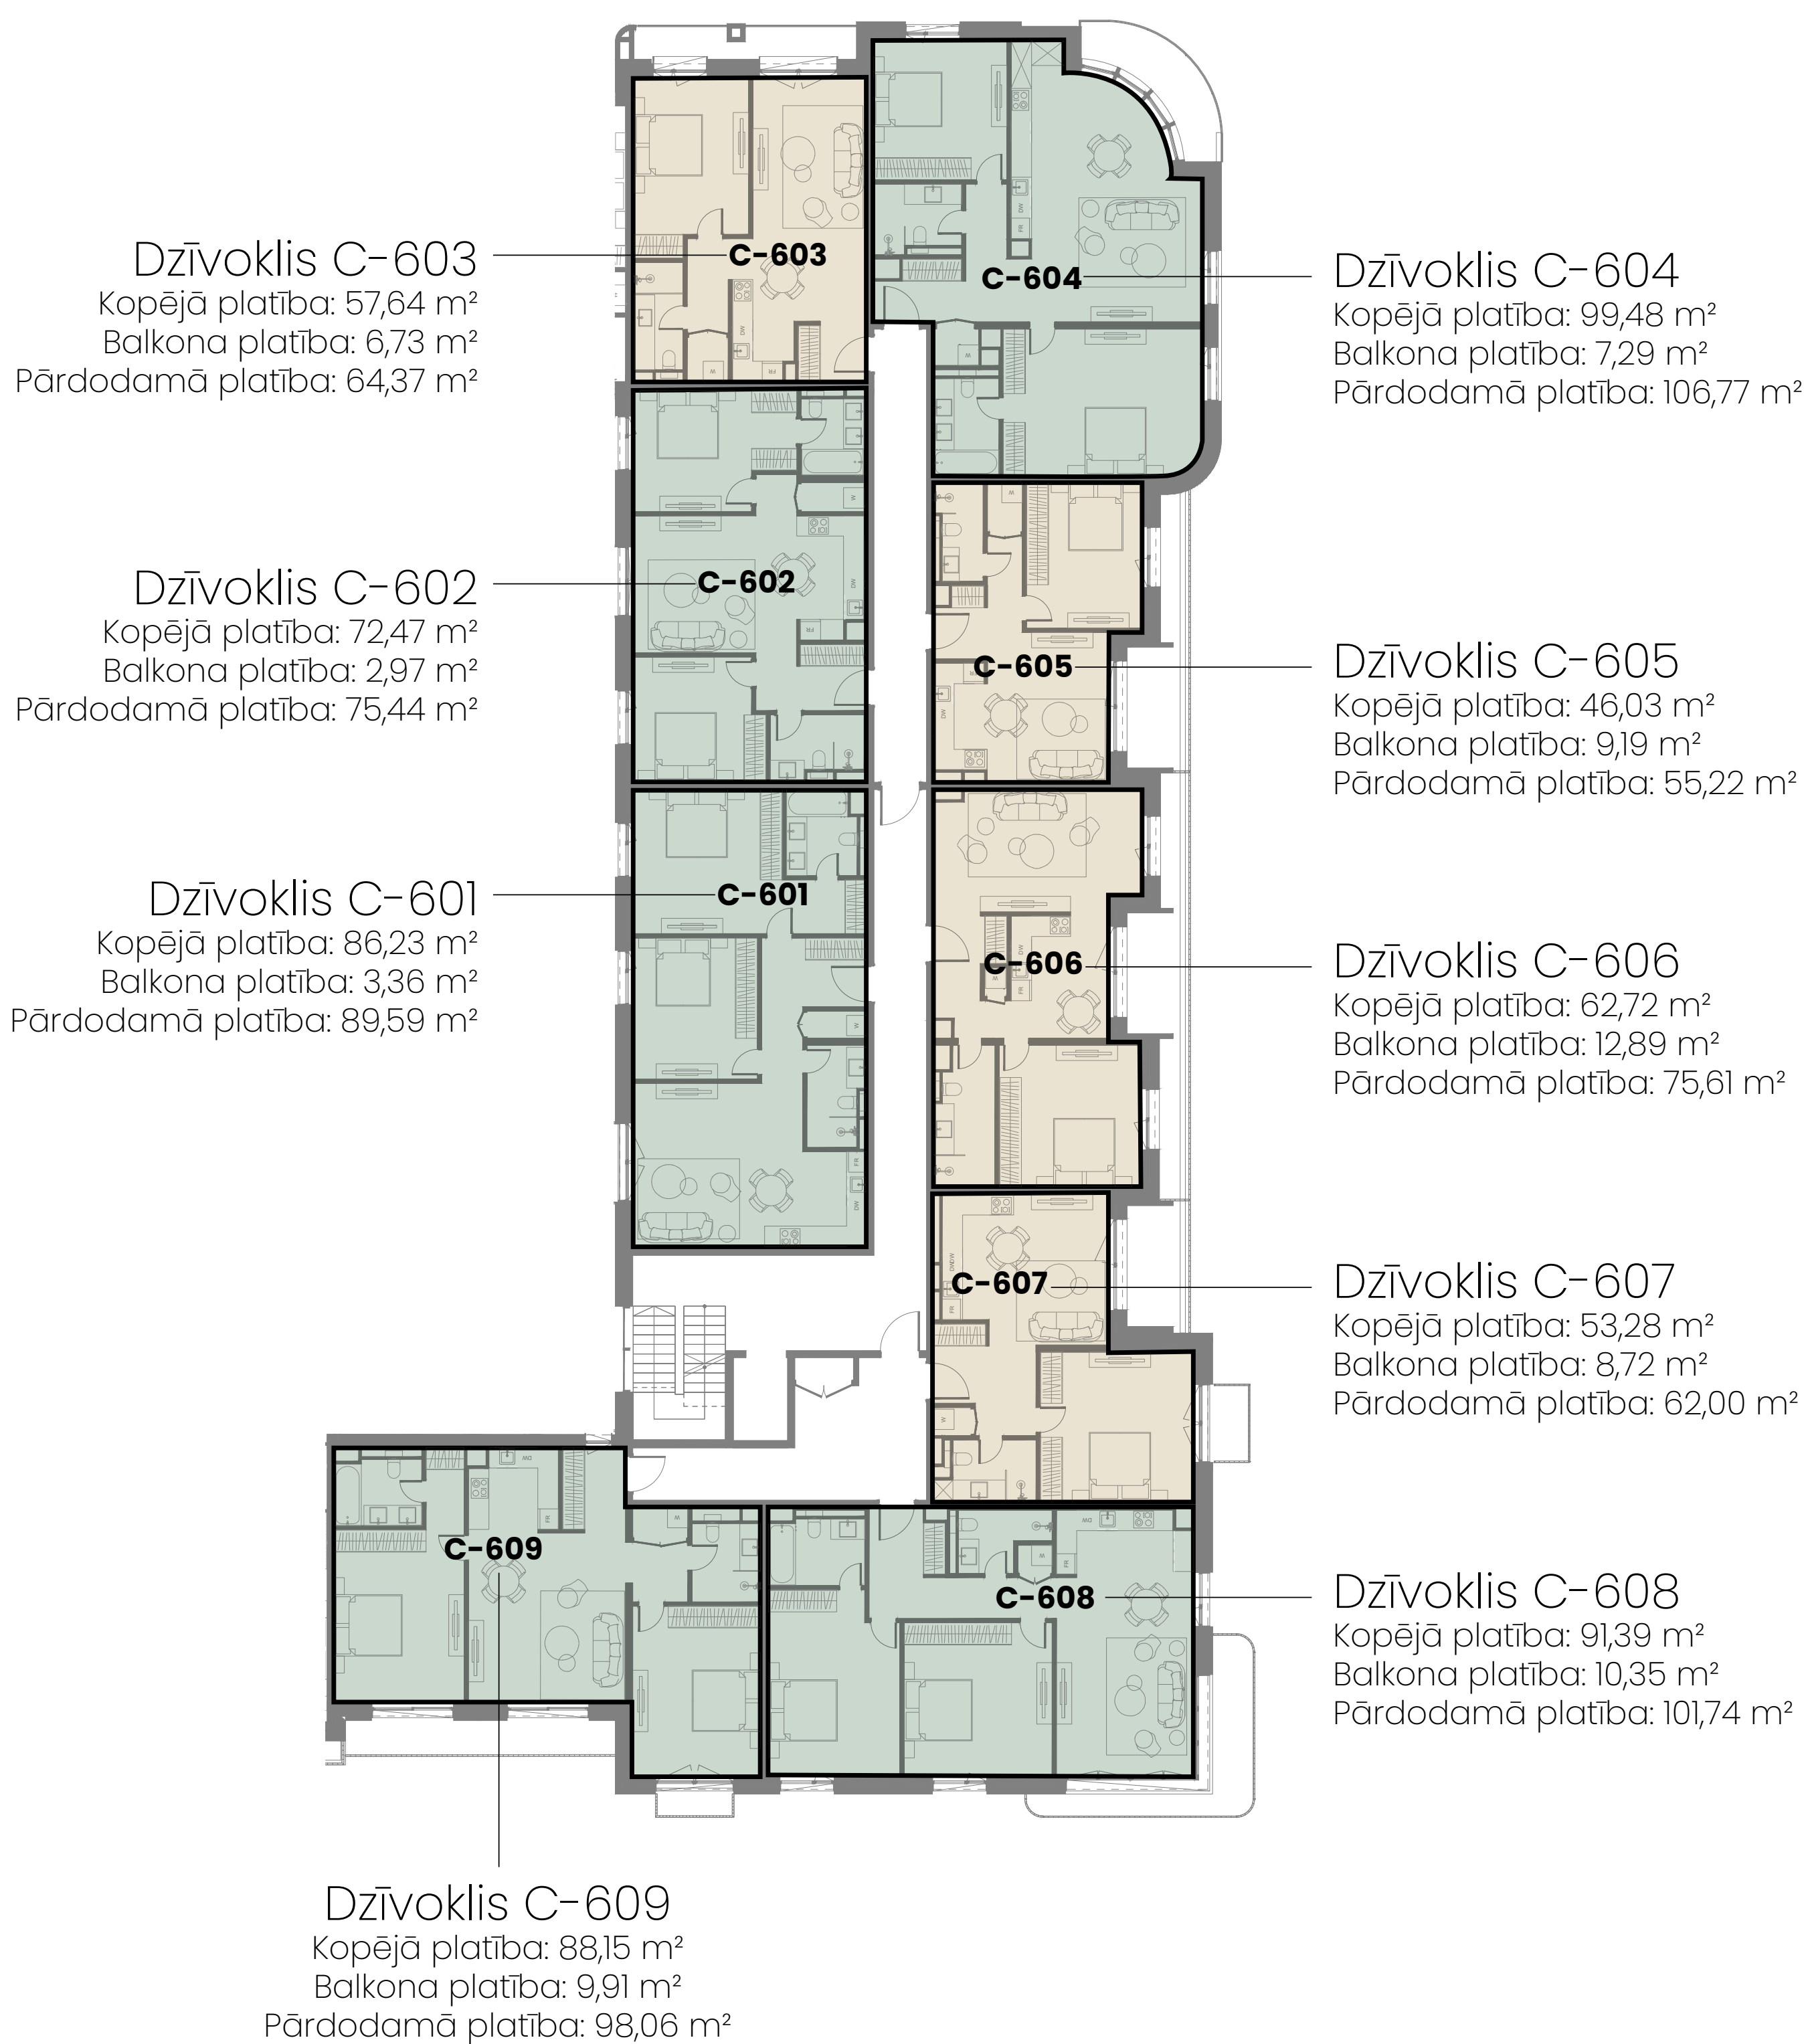 Dzīvoklis C-603
Kopējā platība: 57,64 m²
Balkona platība: 6,73 m²
Pārdodamā platība: 64,37 m²
C-603
C-604
Dzīvoklis C-604
Kopējā platība: 99,48 m²
Balkona platība: 7,29 m²
Pārdodamā platība: 106,77 m²
Dzīvoklis C-602
Kopējā platība: 72,47 m²
Balkona platība: 2,97 m²
Pārdodamā platība: 75,44 m²
C-602
C-605
Dzīvoklis C-605
Kopējā platība: 46,03 m²
Balkona platība: 9,19 m²
Pārdodamā platība: 55,22 m²
Dzīvoklis C-601
Kopējā platība: 86,23 m²
Balkona platība: 3,36 m²
Pārdodamā platība: 89,59 m²
C-601
C-606
Dzīvoklis C-606
Kopējā platība: 62,72 m²
Balkona platība: 12,89 m²
Pārdodamā platība: 75,61 m²
C-607
Dzīvoklis C-607
Kopējā platība: 53,28 m²
Balkona platība: 8,72 m²
Pārdodamā platība: 62,00 m²
C-609
C-608
Dzīvoklis C-608
Kopējā platība: 91,39 m²
Balkona platība: 10,35 m²
Pārdodamā platība: 101,74 m²
Dzīvoklis C-609
Kopējā platība: 88,15 m²
Balkona platība: 9,91 m²
Pārdodamā platība: 98,06 m²